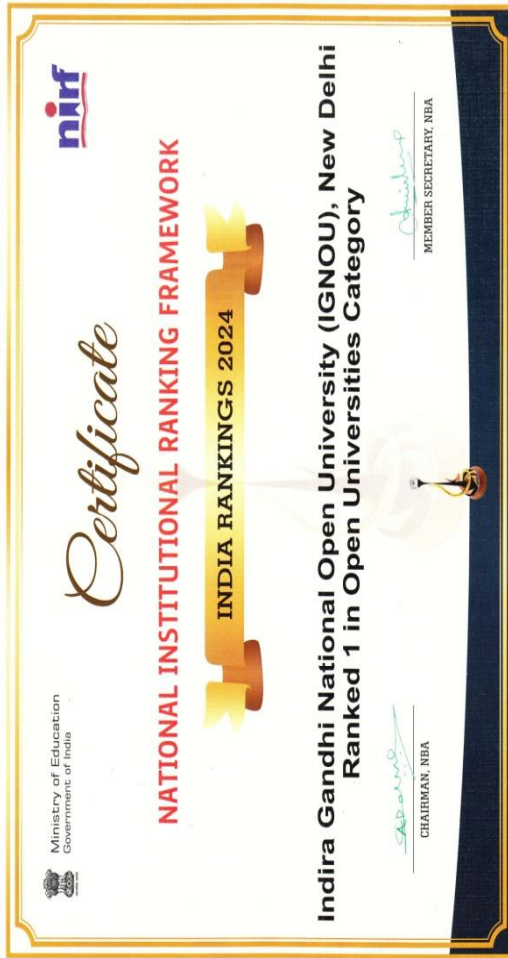 Ministry of Education
Government of India
nirf
Certificate
NATIONAL INSTITUTIONAL RANKING FRAMEWORK
INDIA RANKINGS 2024
Indira Gandhi National Open University (IGNOU), New Delhi
Ranked 1 in Open Universities Category
CHAIRMAN, NBA
MEMBER SECRETARY, NBA